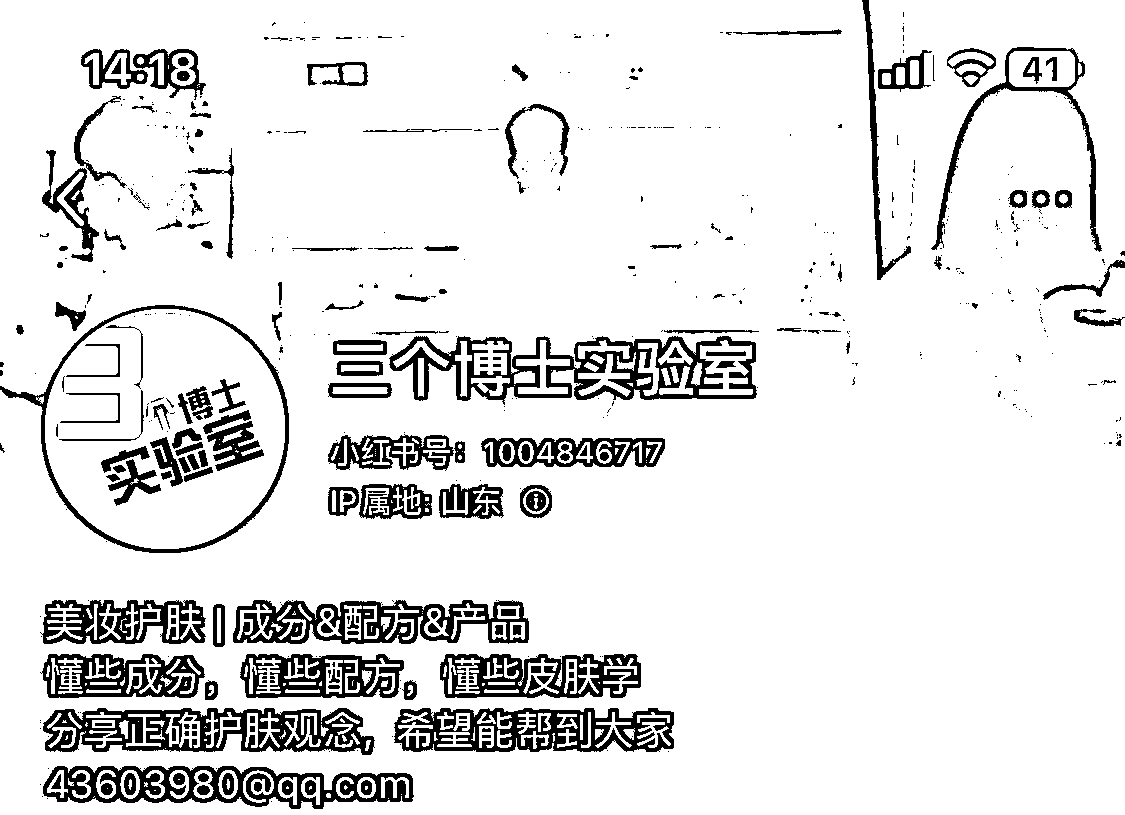 14:18
41
三个博士实验室
3个博士
实验室
小红书号：1004846717
IP属地: 山东
美妆护肤 | 成分&配方&产品
懂些成分，懂些配方，懂些皮肤学
分享正确护肤观念，希望能帮到大家
43603980@qq.com